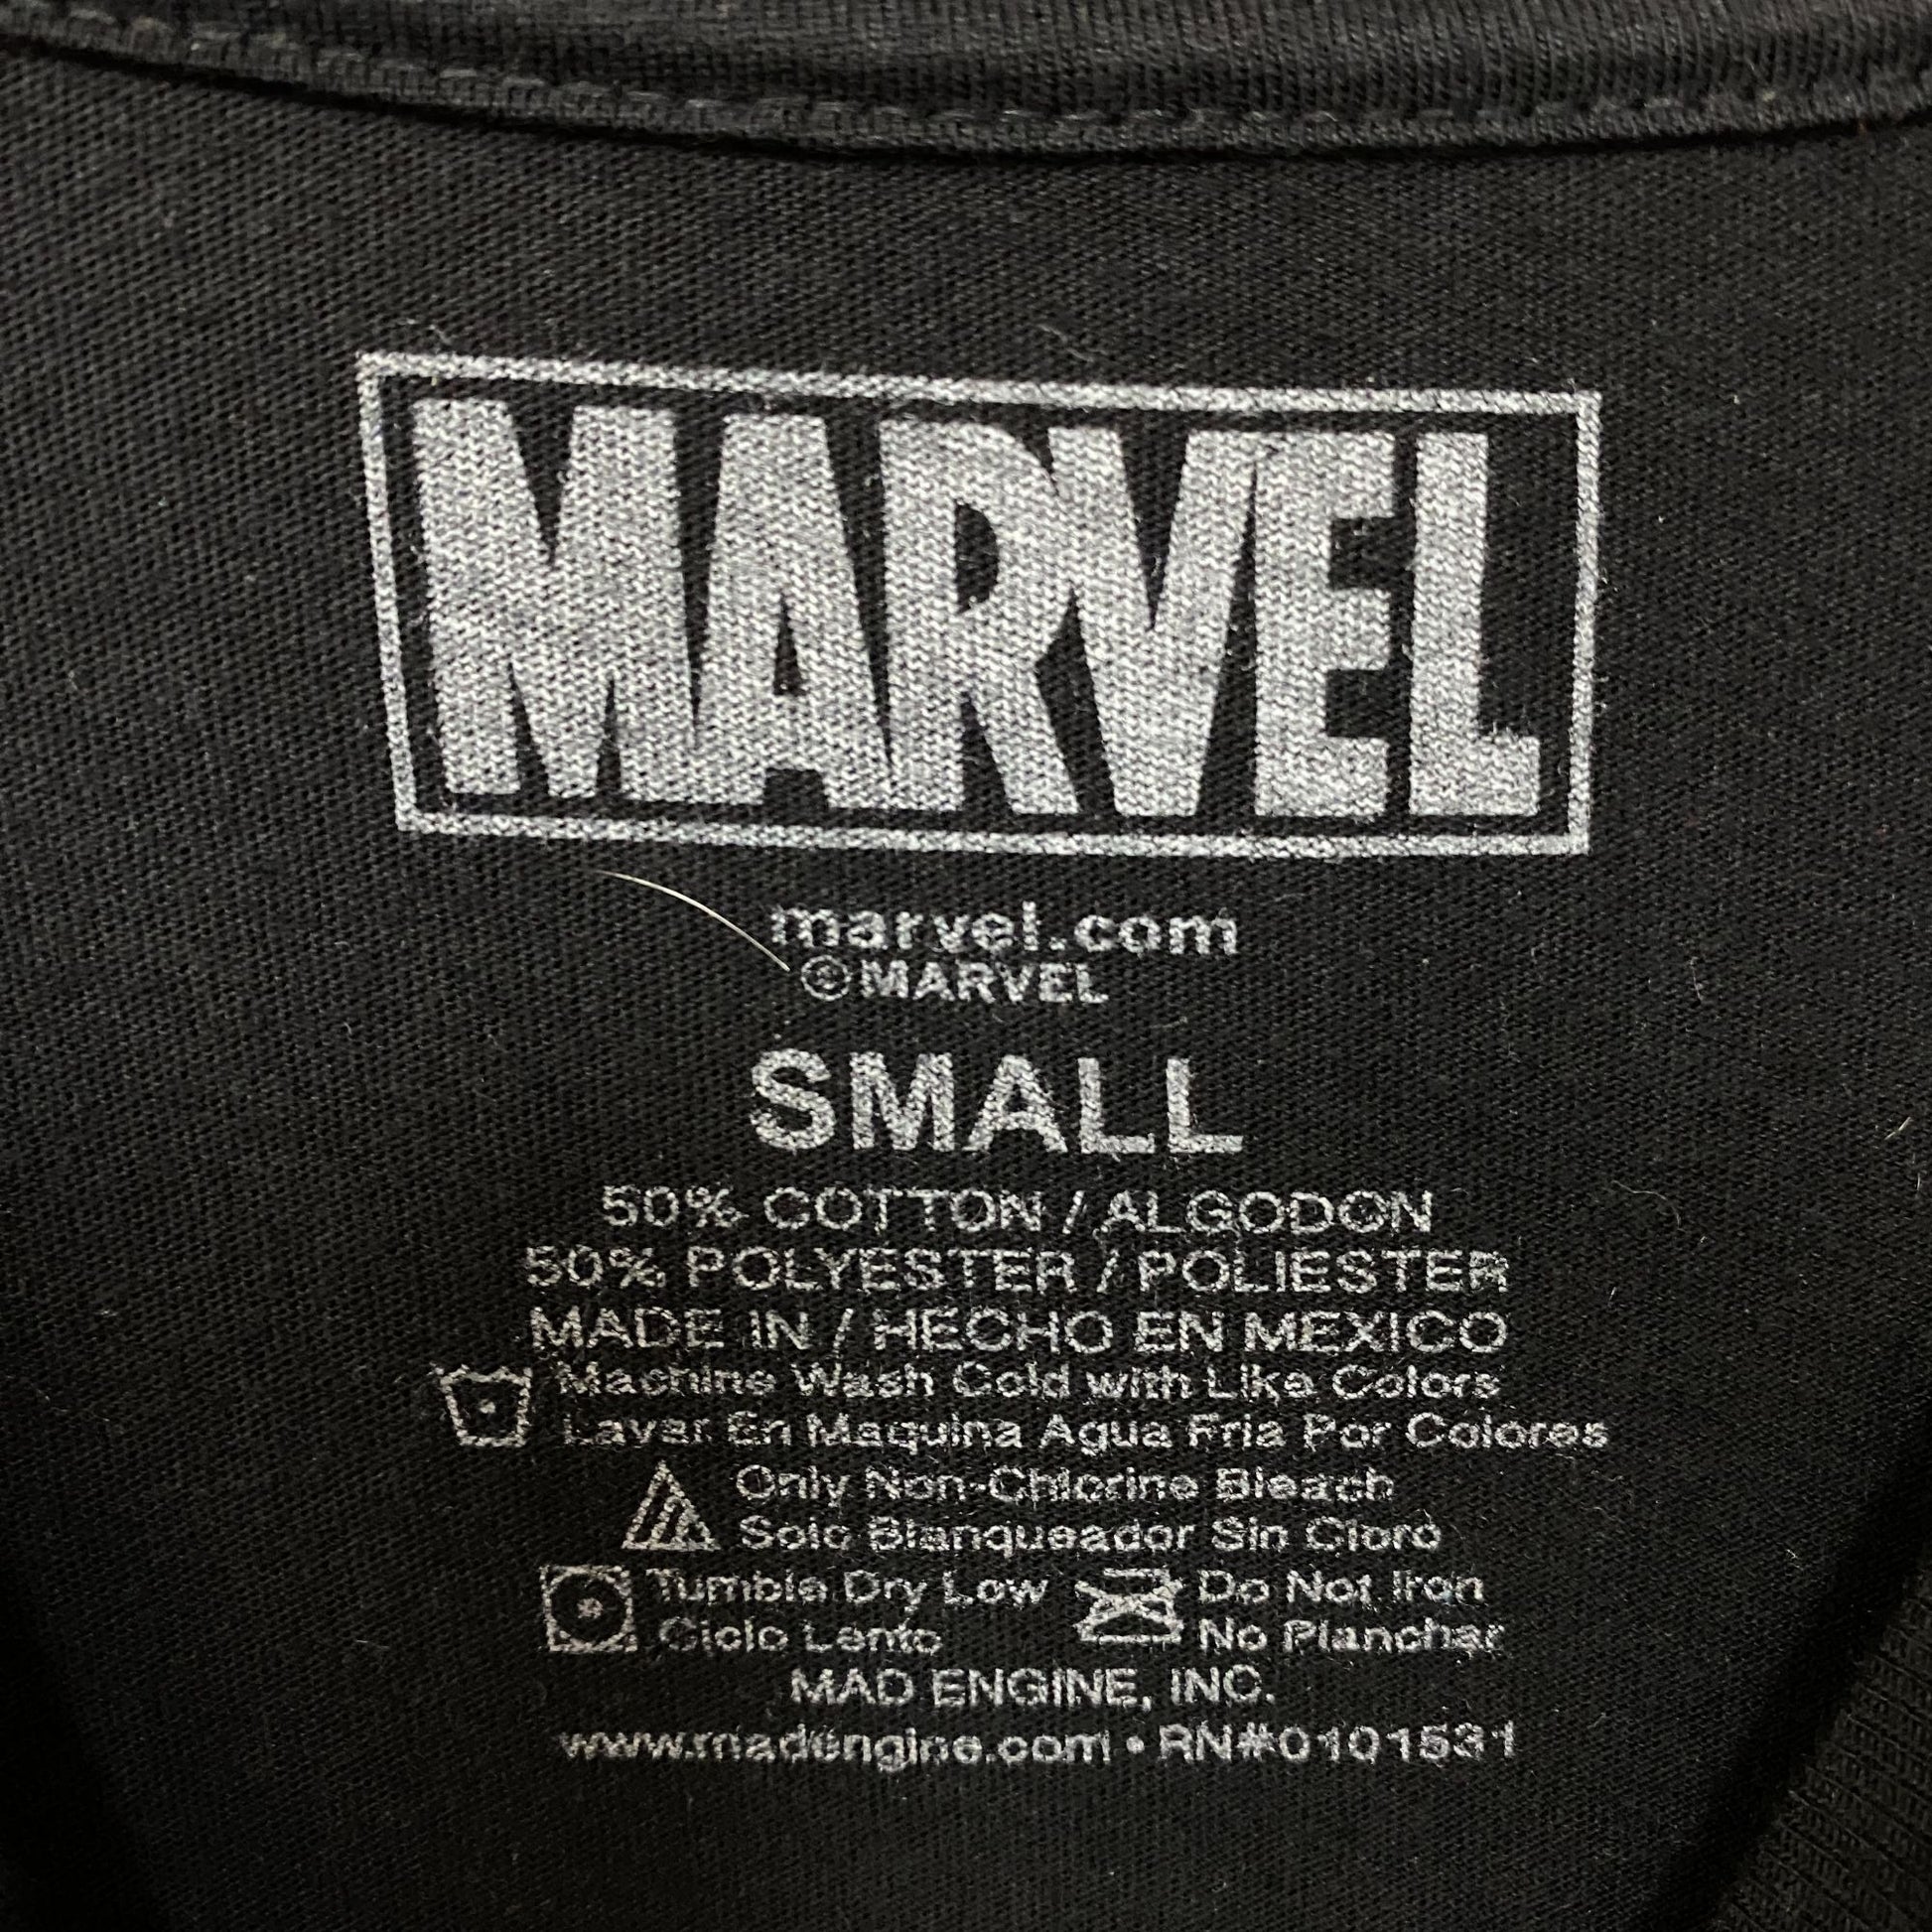 MARVEL
marvel.com
©MARVEL
SMALL
50% COTTON / ALGODON
50% POLYESTER / POLIESTER
MADE IN / HECHO EN MEXICO
Machine Wash Cold with Like Colors
Lavar En Maquina Agua Fria Por Colores
Only Non-Chlorine Bleach
Solo Blanqueador Sin Cloro
Tumble Dry Low
Ciclo Lento
Do Not Iron
No Planchar
MAD ENGINE, INC.
www.madengine.com • RN#0101531